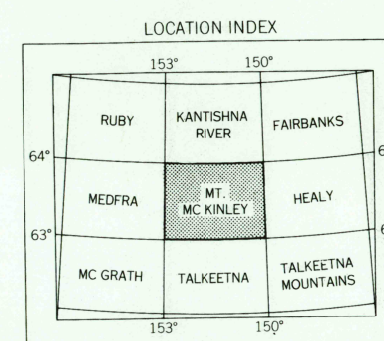 LOCATION INDEX
153° 150°
RUBY KANTISHNA RIVER FAIRBANKS
64°
MEDFRA MT. MC KINLEY HEALY
63°
MC GRATH TALKEETNA TALKEETNA MOUNTAINS
153° 150°